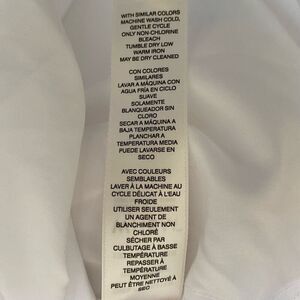 WITH SIMILAR COLORS
MACHINE WASH COLD,
GENTLE CYCLE
ONLY NON-CHLORINE
BLEACH
TUMBLE DRY LOW
WARM IRON
MAY BE DRY CLEANED
CON COLORES
SIMILARES
LAVAR A MÁQUINA CON
AGUA FRÍA EN CICLO
SUAVE
SOLAMENTE
BLANQUEADOR SIN
CLORO
SECAR A MÁQUINA A
BAJA TEMPERATURA
PLANCHAR A
TEMPERATURA MEDIA
PUEDE LAVARSE EN
SECO
AVEC COULEURS
SEMBLABLES
LAVER À LA MACHINE AU
CYCLE DÉLICAT À L'EAU
FROIDE
UTILISER SEULEMENT
UN AGENT DE
BLANCHIMENT NON
CHLORÉ
SÉCHER PAR
CULBUTAGE À BASSE
TEMPÉRATURE
REPASSER À
TEMPÉRATURE
MOYENNE
PEUT ÊTRE NETTOYÉ À
SEC